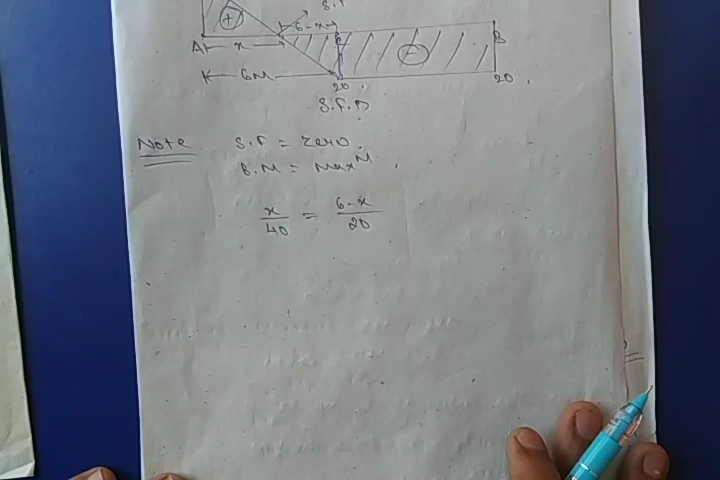 S.F
+
6-x
A
x
C
-
B
6M
20
20
S.F.D
Note S.F = zero.
B.M = Max^M.
x/40 = 6-x/20